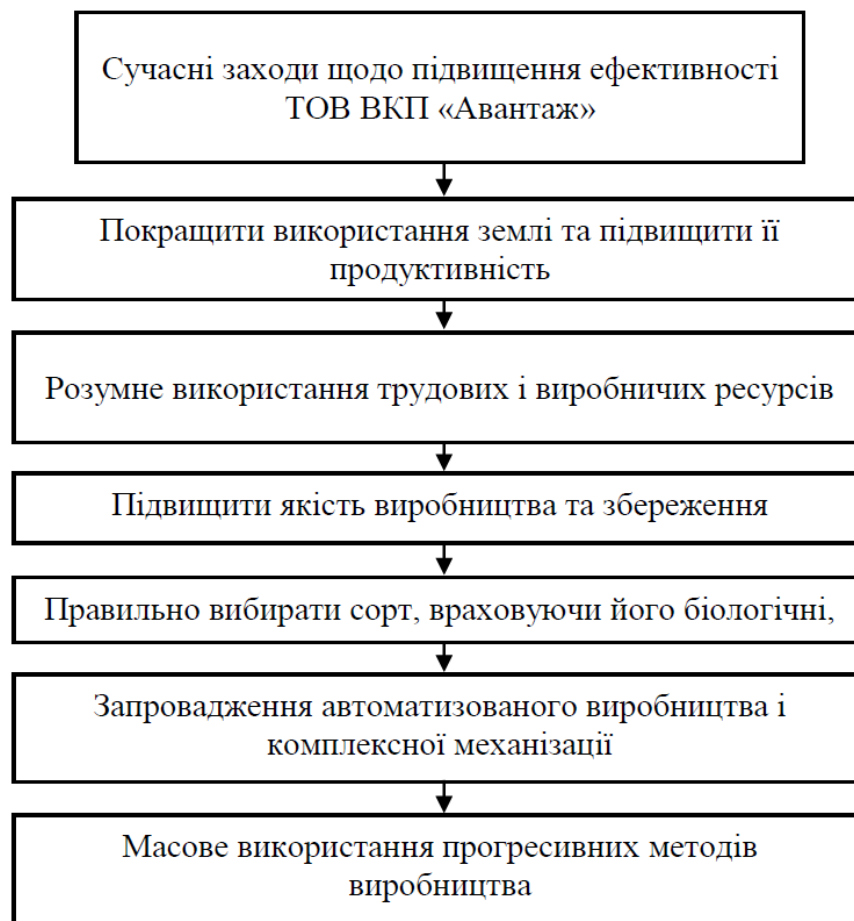 Сучасні заходи щодо підвищення ефективності
ТОВ ВКП «Авантаж»
Покращити використання землі та підвищити її
продуктивність
Розумне використання трудових і виробничих ресурсів
Підвищити якість виробництва та збереження
Правильно вибирати сорт, враховуючи його біологічні,
Запровадження автоматизованого виробництва і
комплексної механізації
Масове використання прогресивних методів
виробництва